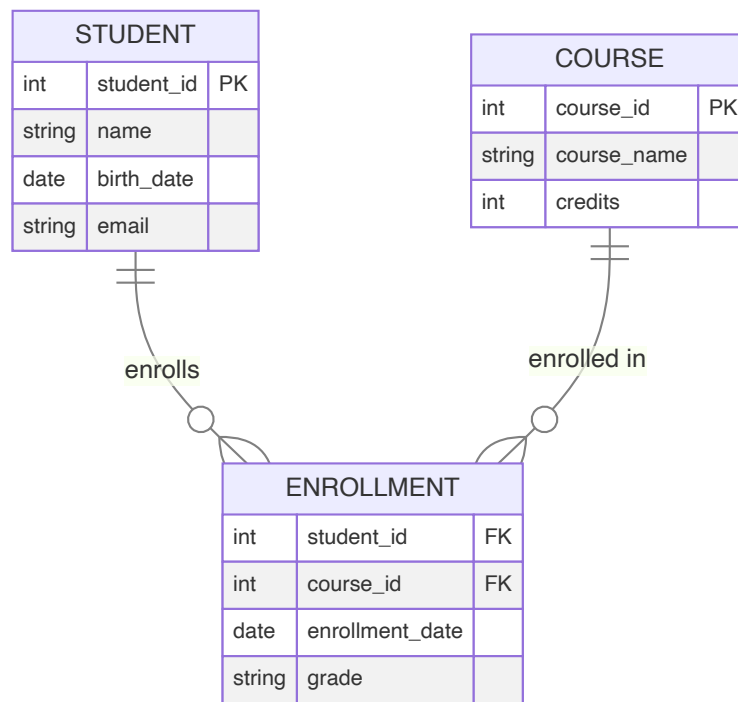 STUDENT
int student_id PK
string name
date birth_date
string email
COURSE
int course_id PK
string course_name
int credits
enrolls
enrolled in
ENROLLMENT
int student_id FK
int course_id FK
date enrollment_date
string grade